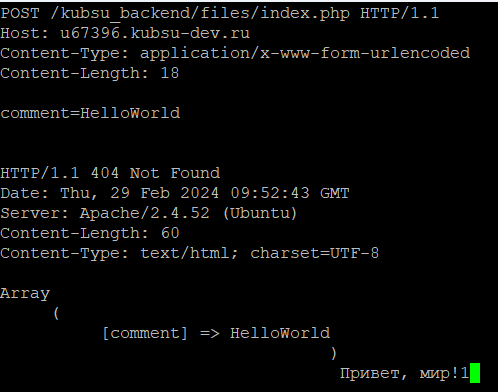 POST /kubsu_backend/files/index.php HTTP/1.1
Host: u67396.kubsu-dev.ru
Content-Type: application/x-www-form-urlencoded
Content-Length: 18
comment=HelloWorld
HTTP/1.1 404 Not Found
Date: Thu, 29 Feb 2024 09:52:43 GMT
Server: Apache/2.4.52 (Ubuntu)
Content-Length: 60
Content-Type: text/html; charset=UTF-8
Array
(
[comment] => HelloWorld
)
Привет, мир!1